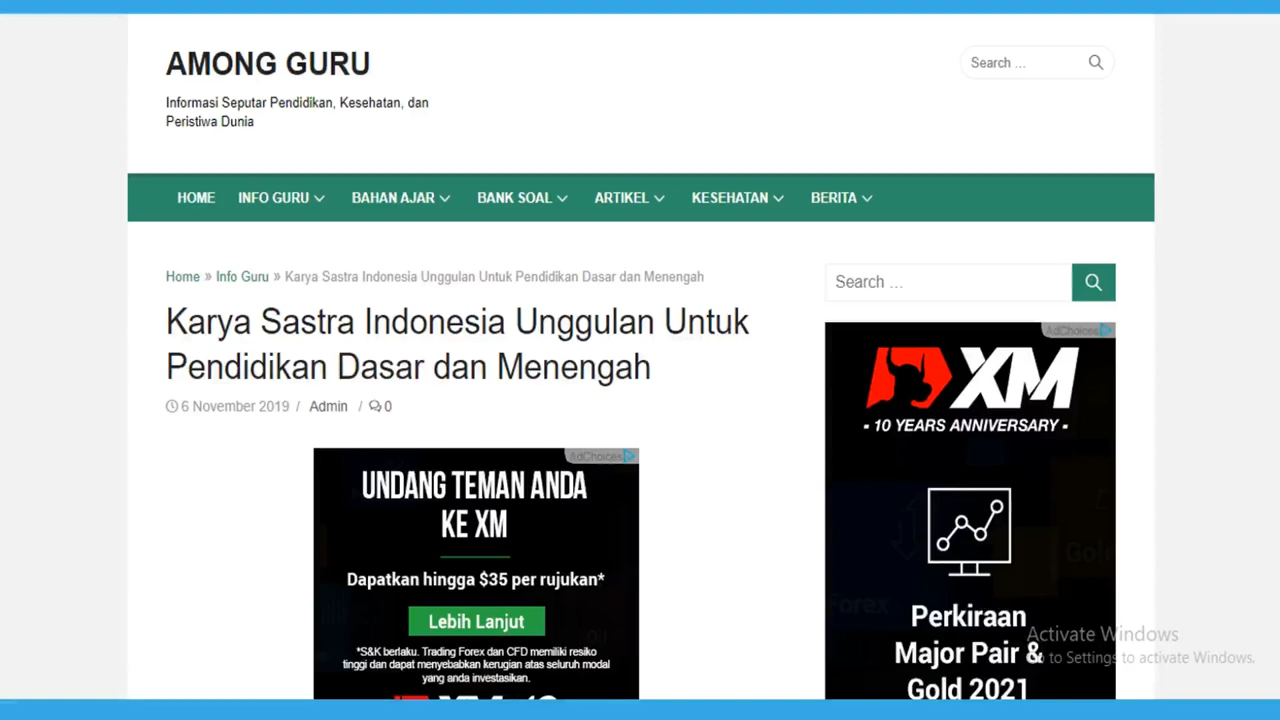 AMONG GURU
Informasi Seputar Pendidikan, Kesehatan, dan
Peristiwa Dunia
Search ...
HOME INFO GURU BAHAN AJAR BANK SOAL ARTIKEL KESEHATAN BERITA
Home » Info Guru » Karya Sastra Indonesia Unggulan Untuk Pendidikan Dasar dan Menengah
Karya Sastra Indonesia Unggulan Untuk
Pendidikan Dasar dan Menengah
6 November 2019 / Admin / 0
AdChoices
UNDANG TEMAN ANDA
KE XM
Dapatkan hingga $35 per rujukan*
Lebih Lanjut
*S&K berlaku. Trading Forex dan CFD memiliki resiko
tinggi dan dapat menyebabkan kerugian atas seluruh modal
yang anda investasikan.
Search ...
AdChoices
XM
- 10 YEARS ANNIVERSARY -
Gold
Forex
Perkiraan
Major Pair &
Gold 2021
Activate Windows
Go to Settings to activate Windows.